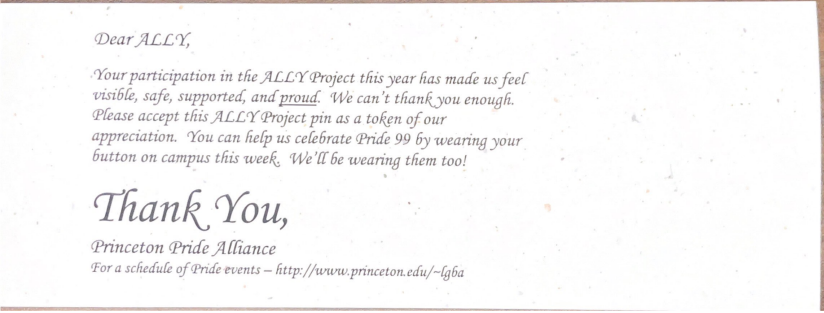 Dear ALLY,
Your participation in the ALLY Project this year has made us feel
visible, safe, supported, and proud. We can't thank you enough.
Please accept this ALLY Project pin as a token of our
appreciation. You can help us celebrate Pride 99 by wearing your
button on campus this week. We'll be wearing them too!
Thank You,
Princeton Pride Alliance
For a schedule of Pride events – http://www.princeton.edu/~lgba